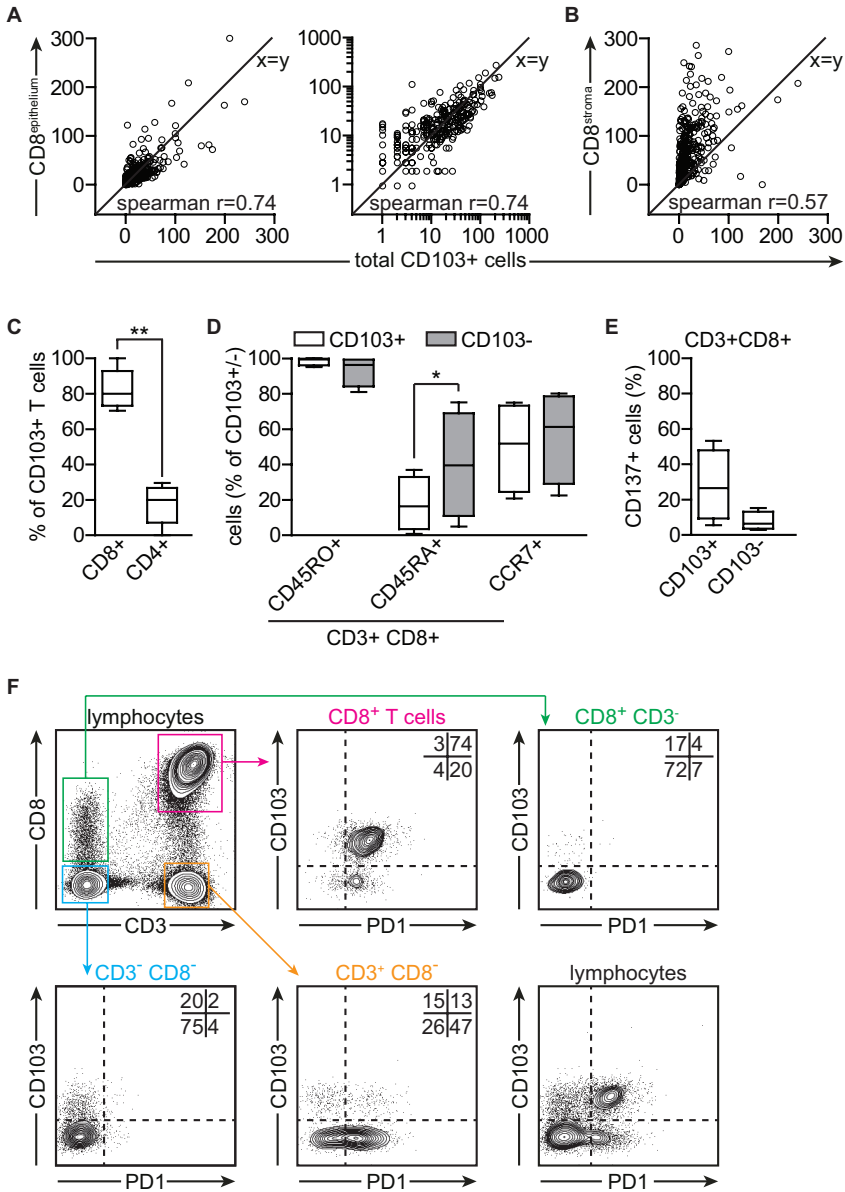 A
CD8epithelium
300
200
100
0
x=y
spearman r=0.74
0 100 200 300
1000
100
10
1
x=y
spearman r=0.74
1 10 100 1000
B
CD8stroma
300
200
100
0
x=y
spearman r=0.57
0 100 200 300
total CD103+ cells
C
% of CD103+ T cells
100
80
60
40
20
0
**
CD8+
CD4+
D
CD103+ CD103-
cells (% of CD103+/-)
100
80
60
40
20
0
*
CD45RO+
CD45RA+
CCR7+
CD3+ CD8+
E
CD3+CD8+
CD137+ cells (%)
100
80
60
40
20
0
CD103+
CD103-
F
lymphocytes
CD8
CD3
CD8+ T cells
CD103
3 74
4 20
PD1
CD8+ CD3-
CD103
17 4
72 7
PD1
CD3- CD8-
CD103
20 2
75 4
PD1
CD3+ CD8-
CD103
15 13
26 47
PD1
lymphocytes
CD103
PD1